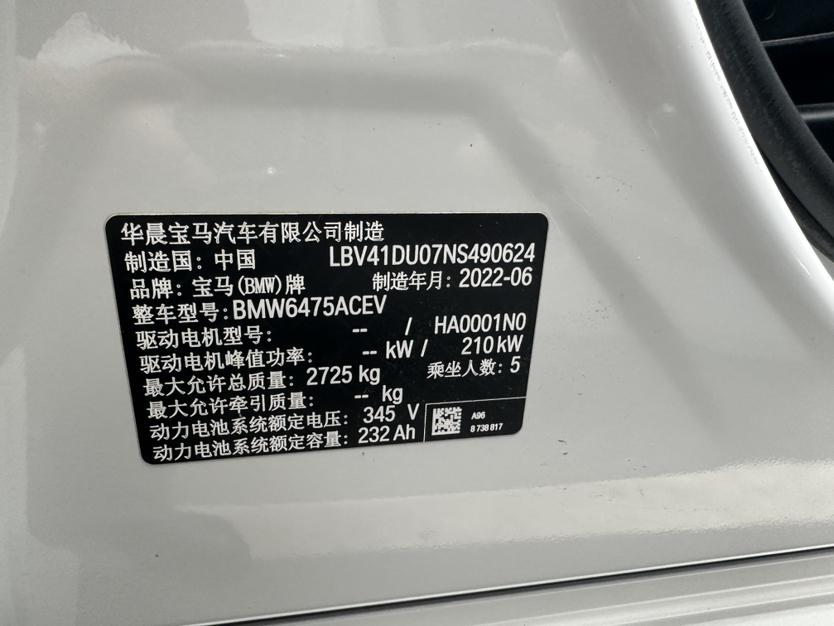 华晨宝马汽车有限公司制造
制造国: 中国 LBV41DU07NS490624
品牌: 宝马(BMW)牌 制造年月: 2022-06
整车型号: BMW6475ACEV
驱动电机型号: -- / HA0001N0
驱动电机峰值功率: -- kW / 210 kW
最大允许总质量: 2725 kg 乘坐人数: 5
最大允许牵引质量: -- kg
动力电池系统额定电压: 345 V A96
动力电池系统额定容量: 232 Ah 8 738 817